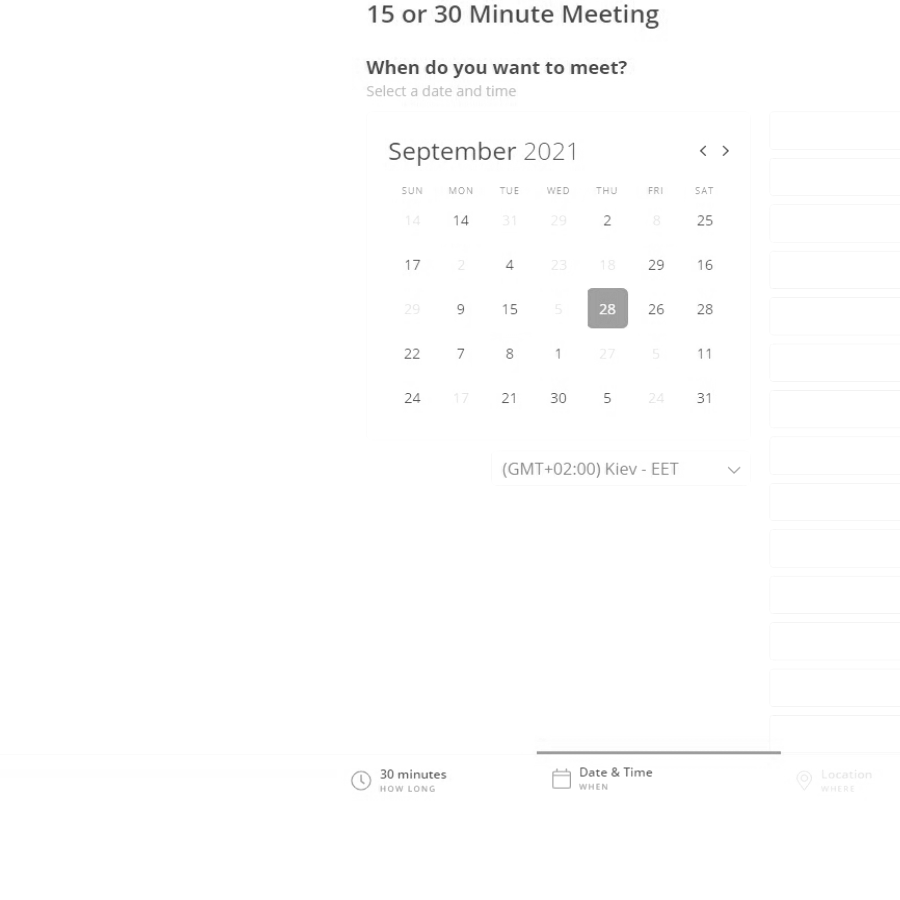 15 or 30 Minute Meeting
When do you want to meet?
Select a date and time
September 2021
SUN MON TUE WED THU FRI SAT
14 14 31 29 2 8 25
17 2 4 23 18 29 16
29 9 15 5 28 26 28
22 7 8 1 27 5 11
24 17 21 30 5 24 31
(GMT+02:00) Kiev - EET
30 minutes
HOW LONG
Date & Time
WHEN
Location
WHERE